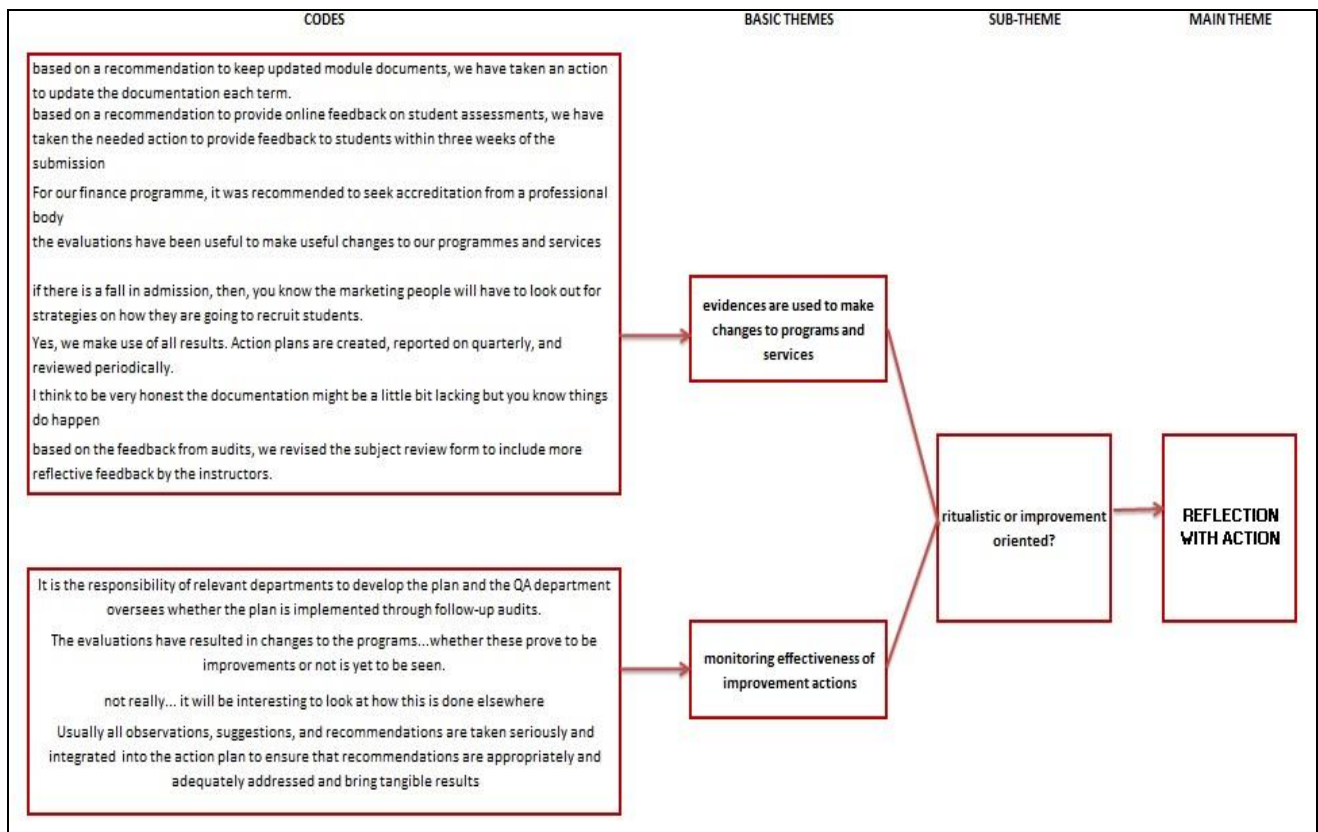 CODES BASIC THEMES SUB-THEME MAIN THEME
based on a recommendation to keep updated module documents, we have taken an action
to update the documentation each term.
based on a recommendation to provide online feedback on student assessments, we have
taken the needed action to provide feedback to students within three weeks of the
submission
For our finance programme, it was recommended to seek accreditation from a professional
body
the evaluations have been useful to make useful changes to our programmes and services
if there is a fall in admission, then, you know the marketing people will have to look out for
strategies on how they are going to recruit students.
Yes, we make use of all results. Action plans are created, reported on quarterly, and
reviewed periodically.
I think to be very honest the documentation might be a little bit lacking but you know things
do happen
based on the feedback from audits, we revised the subject review form to include more
reflective feedback by the instructors.
It is the responsibility of relevant departments to develop the plan and the QA department
oversees whether the plan is implemented through follow-up audits.
The evaluations have resulted in changes to the programs...whether these prove to be
improvements or not is yet to be seen.
not really... it will be interesting to look at how this is done elsewhere
Usually all observations, suggestions, and recommendations are taken seriously and
integrated into the action plan to ensure that recommendations are appropriately and
adequately addressed and bring tangible results
evidences are used to make
changes to programs and
services
monitoring effectiveness of
improvement actions
ritualistic or improvement
oriented?
REFLECTION
WITH ACTION